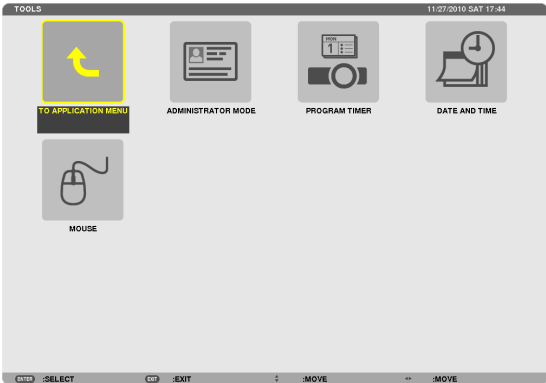 TOOLS 11/27/2010 SAT 17:44
MON
1
TO APPLICATION MENU ADMINISTRATOR MODE PROGRAM TIMER DATE AND TIME
MOUSE
ENTER :SELECT EXIT :EXIT :MOVE :MOVE